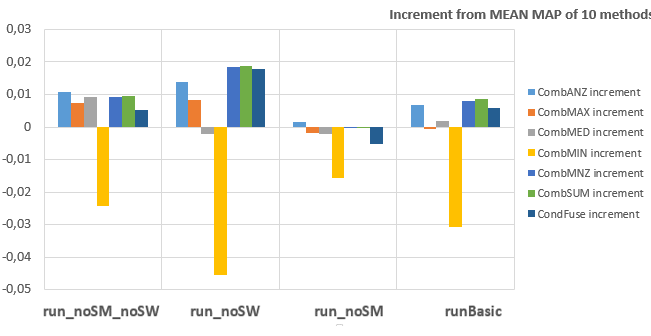 Increment from MEAN MAP of 10 methods
0,03
0,02
0,01
0
-0,01
-0,02
-0,03
-0,04
-0,05
run_noSM_noSW
run_noSW
run_noSM
runBasic
CombANZ increment
CombMAX increment
CombMED increment
CombMIN increment
CombMNZ increment
CombSUM increment
CondFuse increment